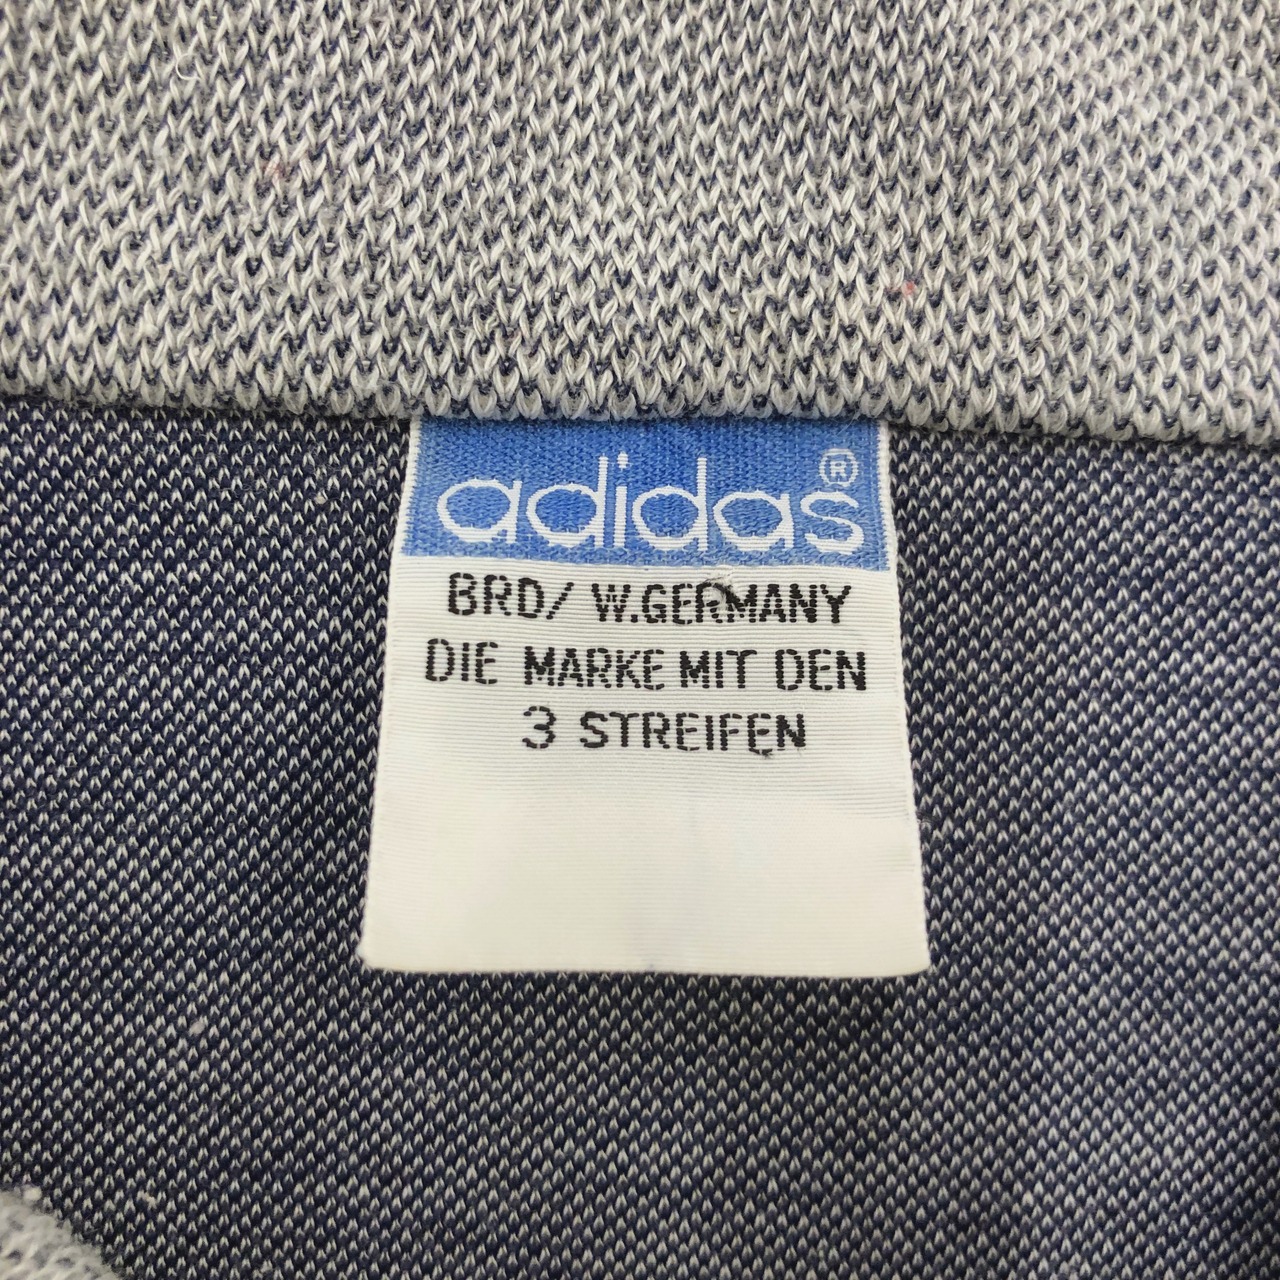 adidas®
BRD/ W.GERMANY
DIE MARKE MIT DEN
3 STREIFEN